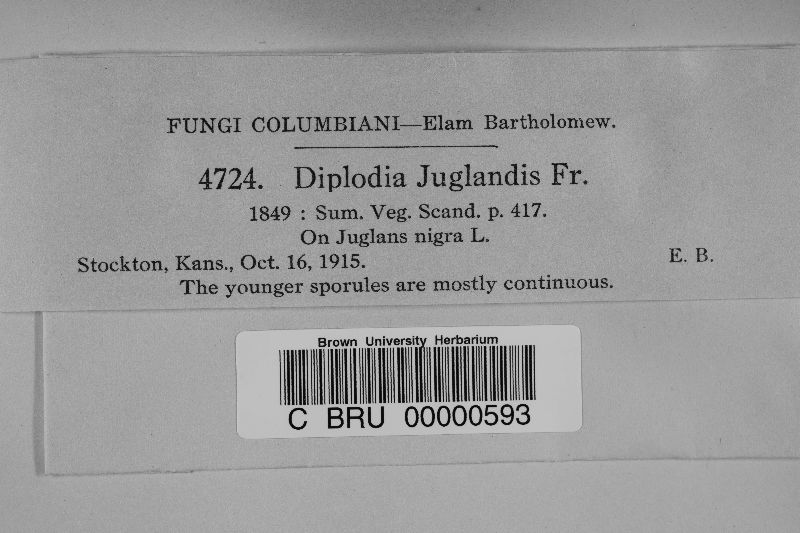 FUNGI COLUMBIANI—Elam Bartholomew.
4724. Diplodia Juglandis Fr.
1849 : Sum. Veg. Scand. p. 417.
On Juglans nigra L.
Stockton, Kans., Oct. 16, 1915. E. B.
The younger sporules are mostly continuous.
Brown University Herbarium
C BRU 00000593